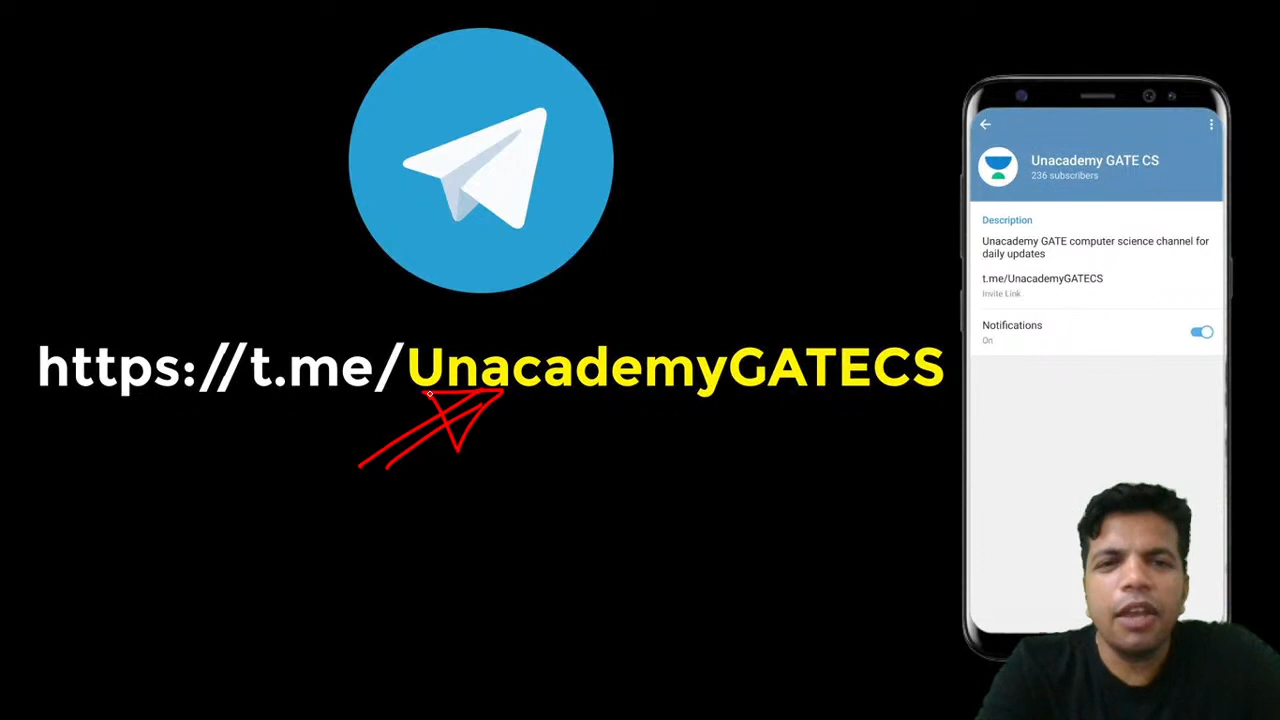 https://t.me/UnacademyGATECS
Unacademy GATE CS
236 subscribers
Description
Unacademy GATE computer science channel for
daily updates
t.me/UnacademyGATECS
Invite Link
Notifications
On